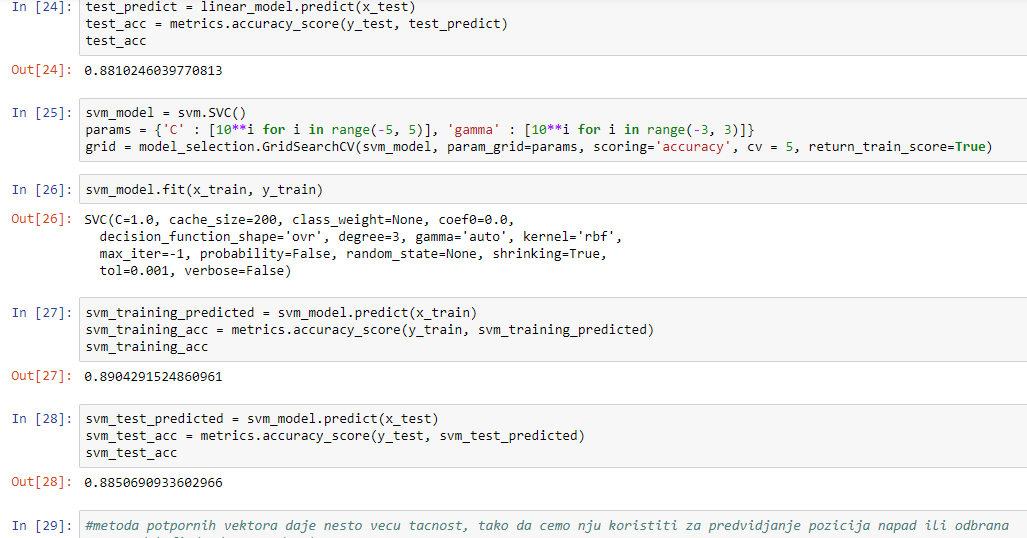 In [24]: test_predict = linear_model.predict(x_test)
test_acc = metrics.accuracy_score(y_test, test_predict)
test_acc
Out[24]: 0.8810246039770813
In [25]: svm_model = svm.SVC()
params = {'C' : [10**i for i in range(-5, 5)], 'gamma' : [10**i for i in range(-3, 3)]}
grid = model_selection.GridSearchCV(svm_model, param_grid=params, scoring='accuracy', cv = 5, return_train_score=True)
In [26]: svm_model.fit(x_train, y_train)
Out[26]: SVC(C=1.0, cache_size=200, class_weight=None, coef0=0.0,
decision_function_shape='ovr', degree=3, gamma='auto', kernel='rbf',
max_iter=-1, probability=False, random_state=None, shrinking=True,
tol=0.001, verbose=False)
In [27]: svm_training_predicted = svm_model.predict(x_train)
svm_training_acc = metrics.accuracy_score(y_train, svm_training_predicted)
svm_training_acc
Out[27]: 0.8904291524860961
In [28]: svm_test_predicted = svm_model.predict(x_test)
svm_test_acc = metrics.accuracy_score(y_test, svm_test_predicted)
svm_test_acc
Out[28]: 0.8850690933602966
In [29]: #metoda potpornih vektora daje nesto vecu tacnost, tako da cemo nju koristiti za predvidjanje pozicija napad ili odbrana